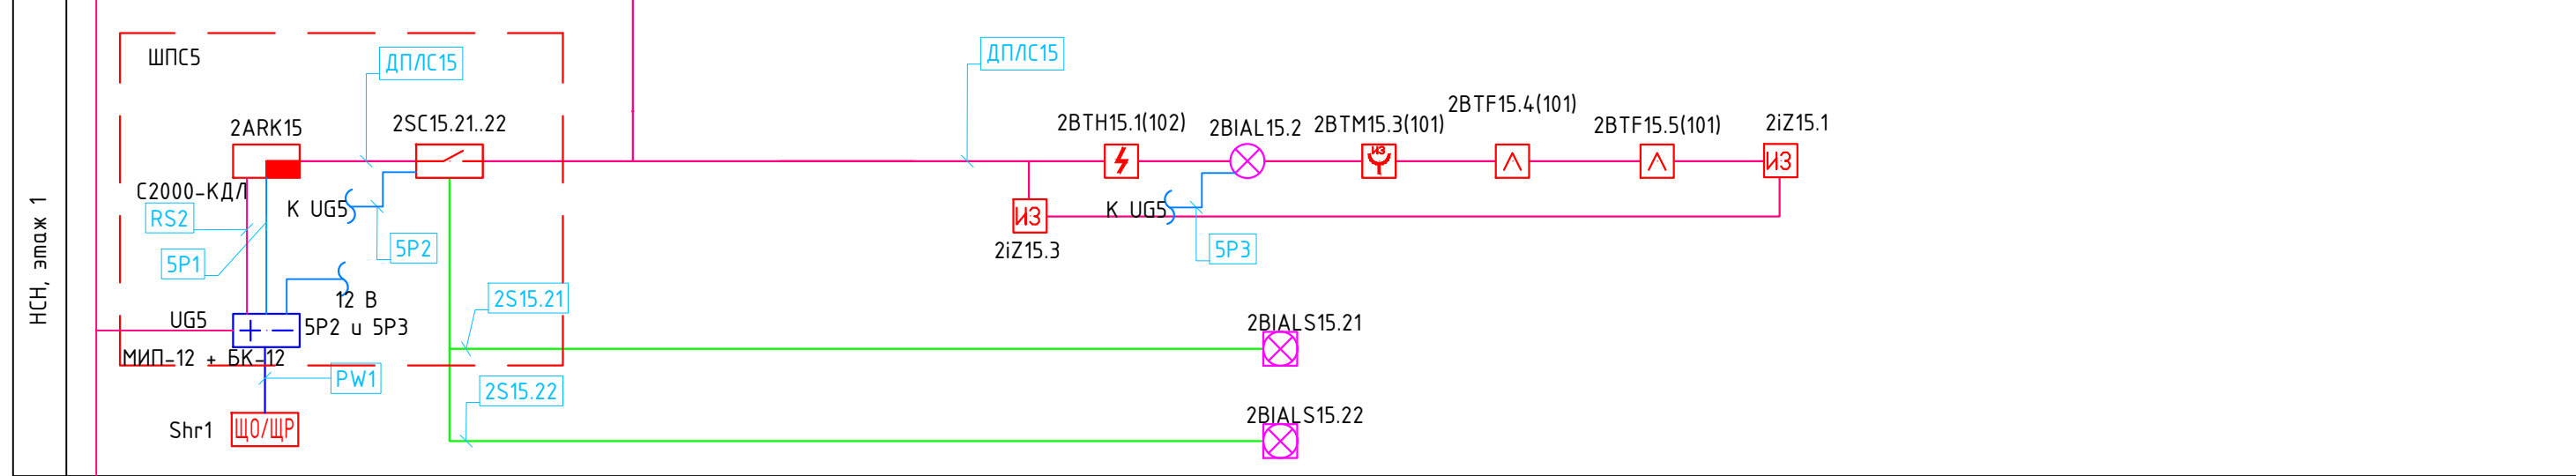 НСН, этаж 1
ШПС5
ДП/ЛС15
ДП/ЛС15
2ARK15
2SC15.21..22
2BTH15.1(102)
2BIAL15.2
2BTM15.3(101)
2BTF15.4(101)
2BTF15.5(101)
2iZ15.1
ИЗ
ИЗ
С2000-КДЛ
RS2
К UG5
5P1
5P2
ИЗ
2iZ15.3
К UG5
5P3
12 В
5P2 и 5P3
UG5
МИП-12 + БК-12
2S15.21
2BIALS15.21
PW1
2S15.22
2BIALS15.22
Shr1
ЩО/ЩР